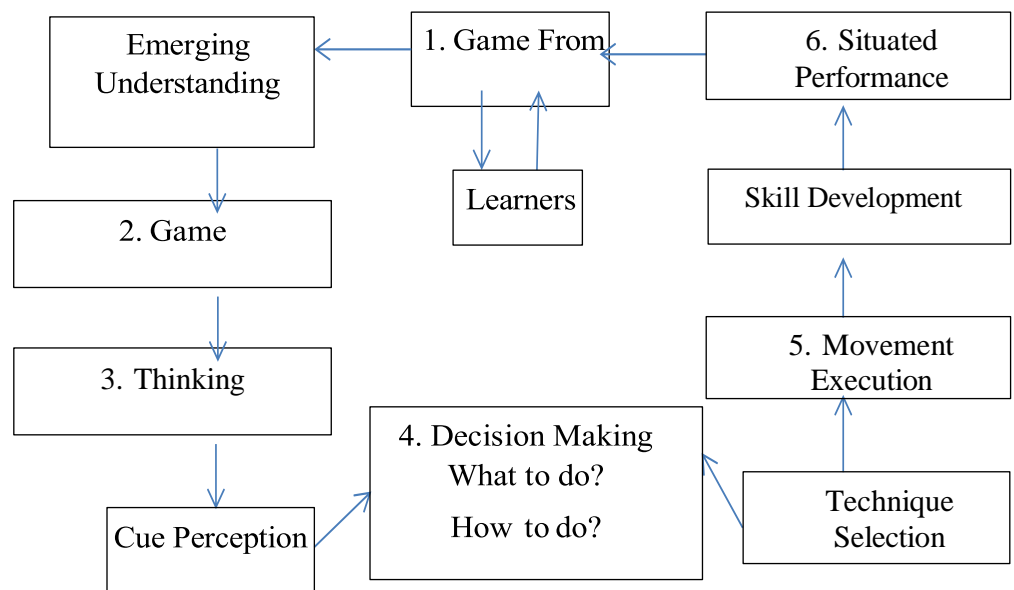 Emerging
Understanding
1. Game From
6. Situated
Performance
Learners
Skill Development
2. Game
5. Movement
Execution
3. Thinking
4. Decision Making
What to do?
How to do?
Technique
Selection
Cue Perception